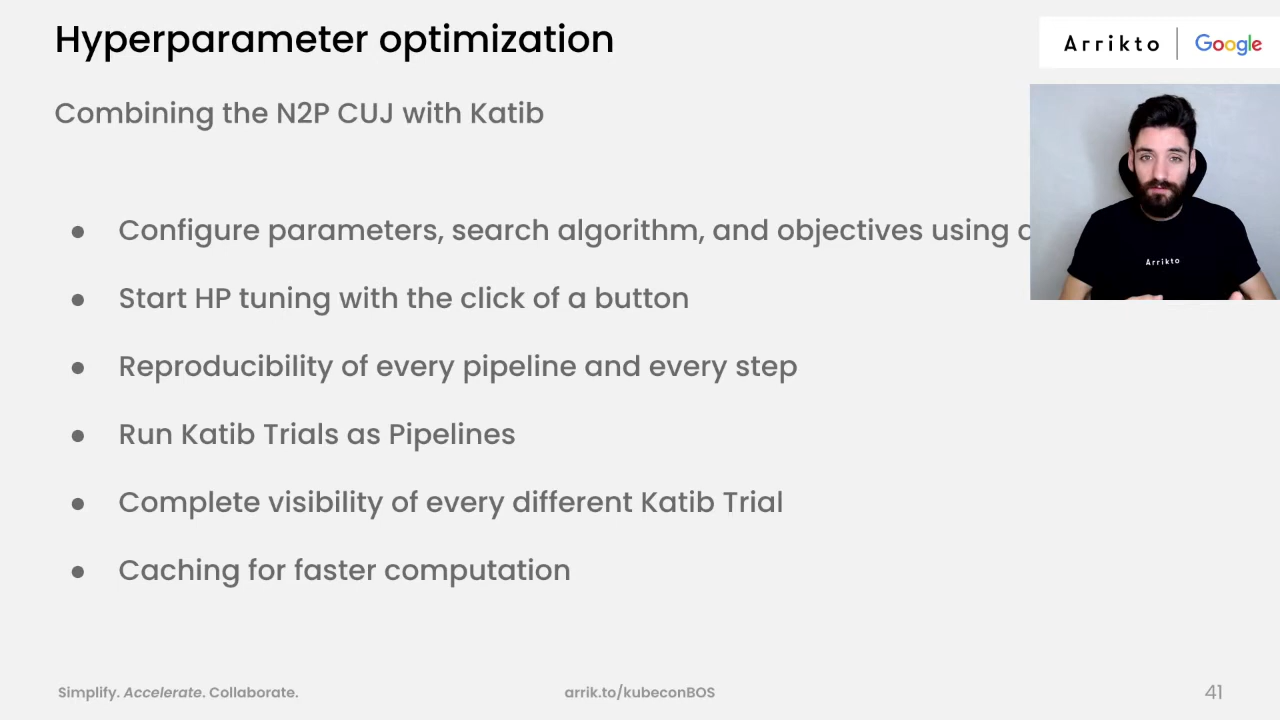 Hyperparameter optimization
Arrikto | Google
Combining the N2P CUJ with Katib
● Configure parameters, search algorithm, and objectives using
Arrikto
● Start HP tuning with the click of a button
● Reproducibility of every pipeline and every step
● Run Katib Trials as Pipelines
● Complete visibility of every different Katib Trial
● Caching for faster computation
Simplify. Accelerate. Collaborate.
arrik.to/kubeconBOS
41